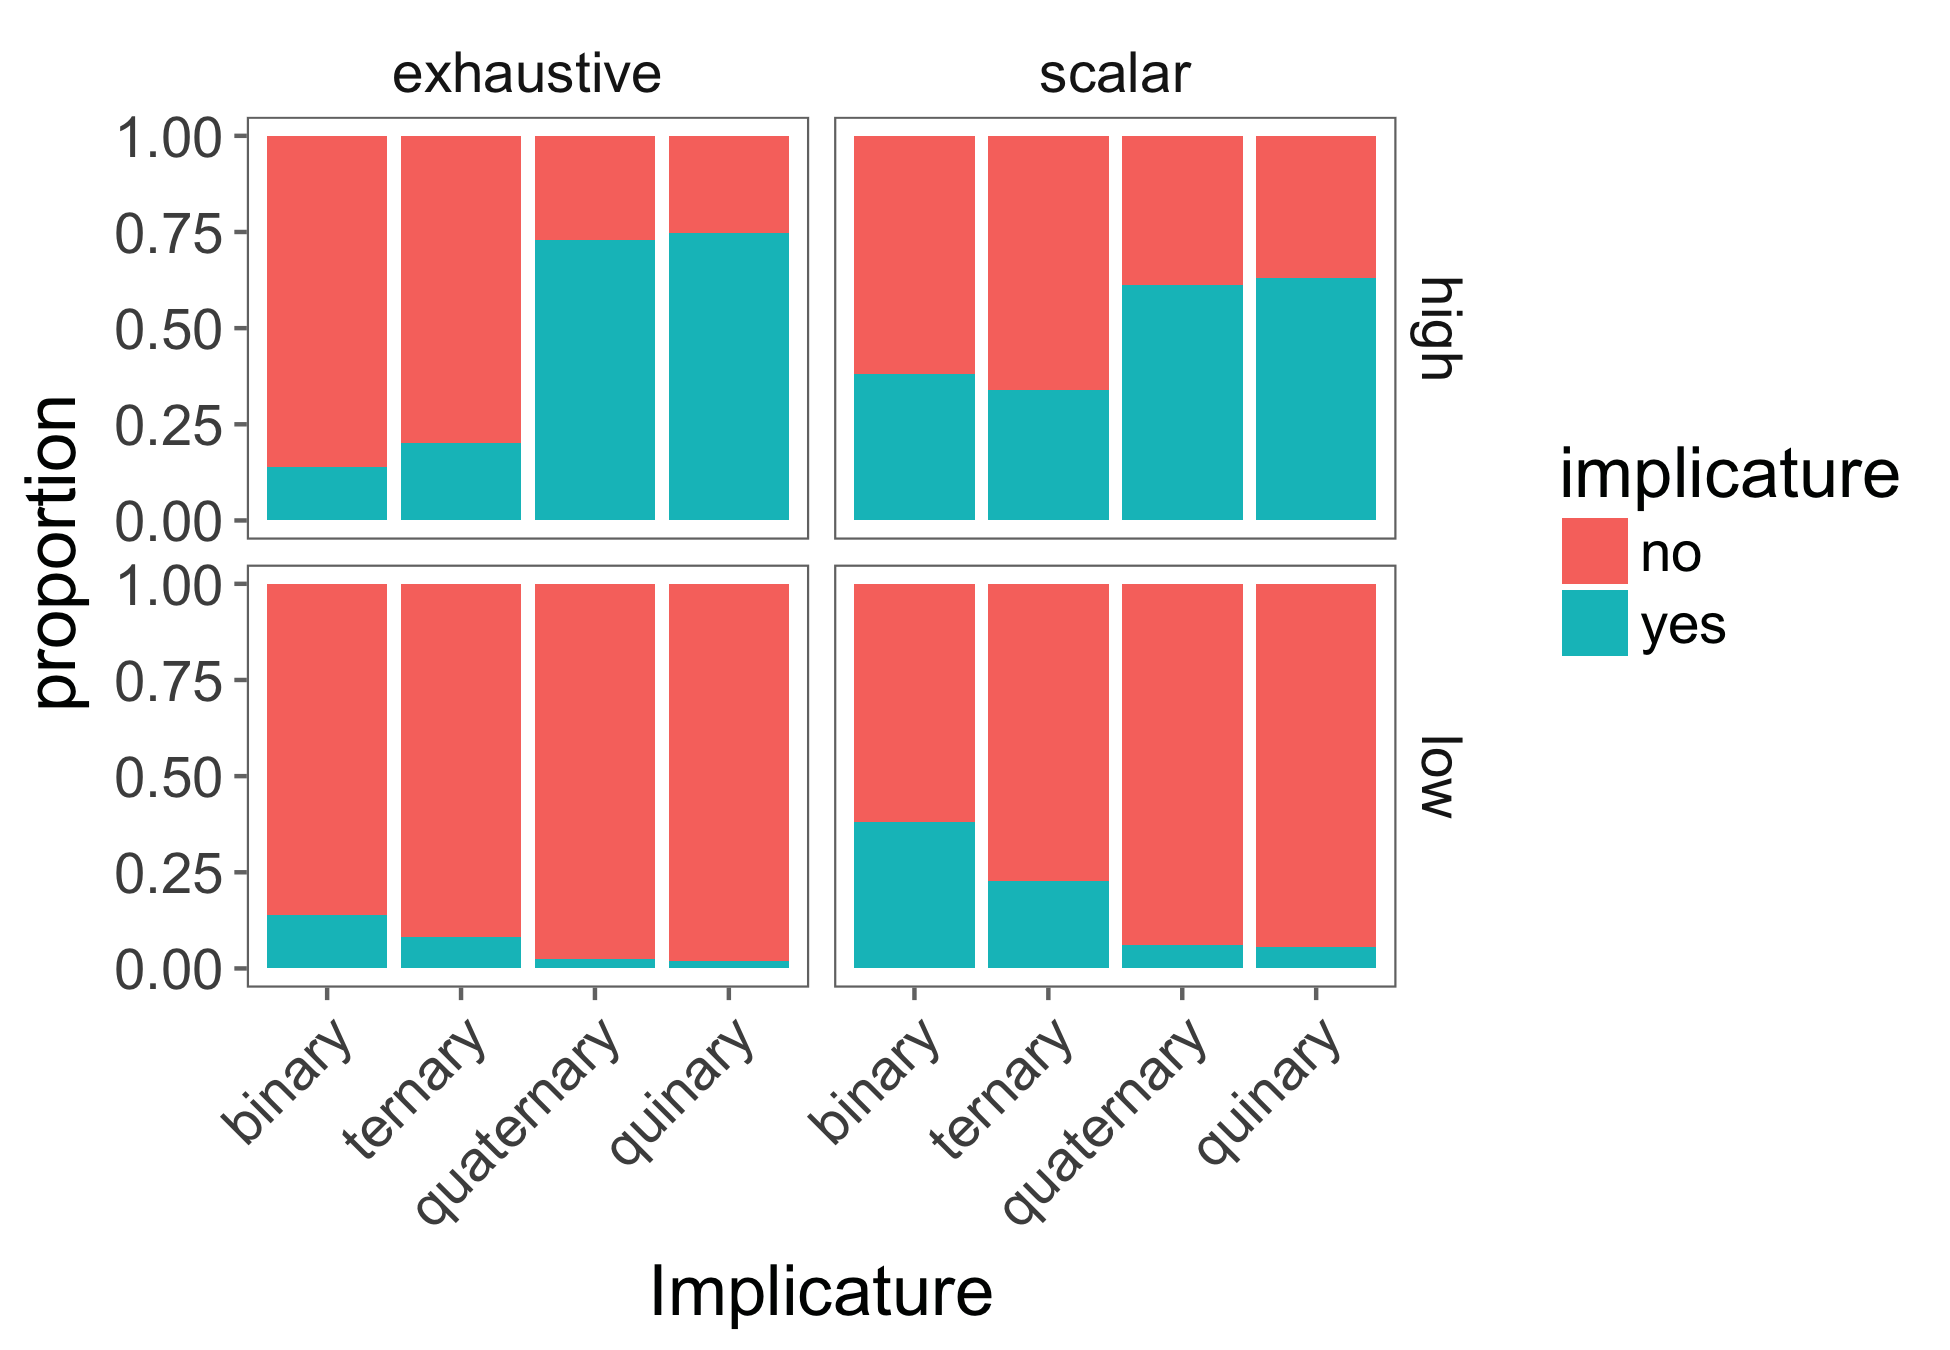 exhaustive
scalar
1.00
0.75
0.50
0.25
0.00
high
1.00
0.75
0.50
0.25
0.00
low
proportion
binary
ternary
quaternary
quinary
binary
ternary
quaternary
quinary
Implicature
implicature
no
yes